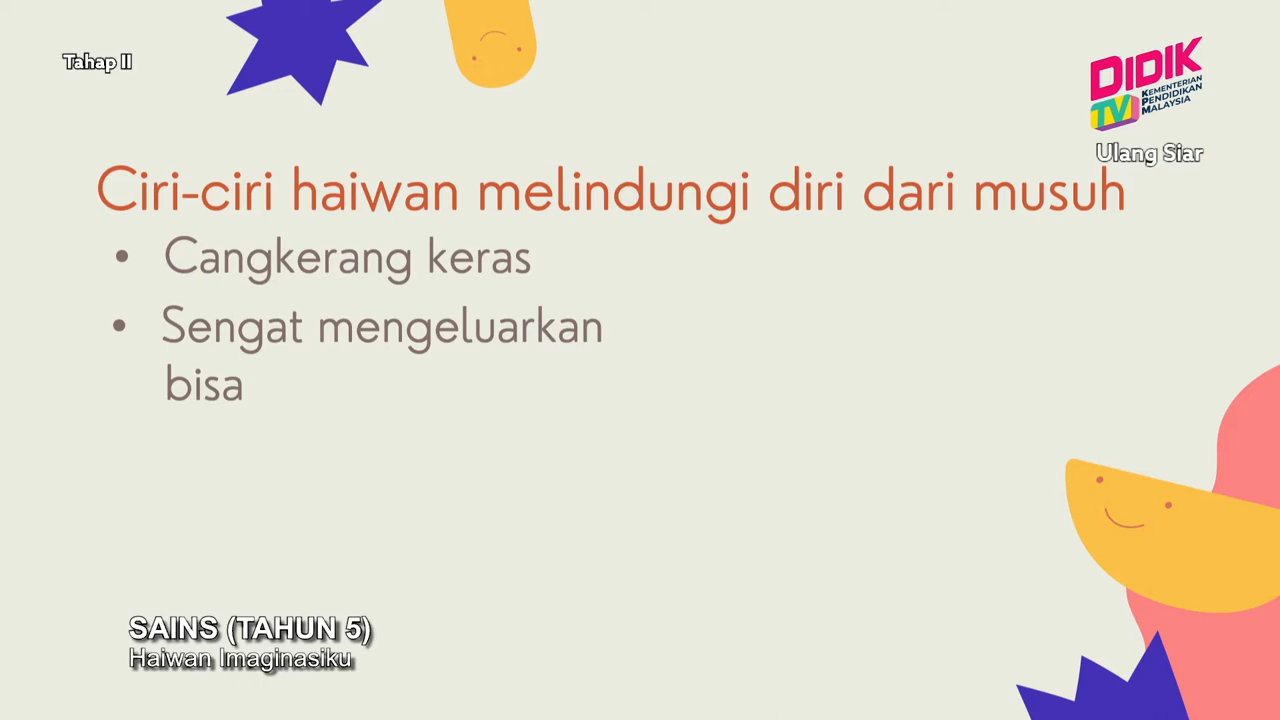 Tahap II
DIDIK
TV
KEMENTERIAN
PENDIDIKAN
MALAYSIA
Ulang Siar
Ciri-ciri haiwan melindungi diri dari musuh
• Cangkerang keras
• Sengat mengeluarkan
bisa
SAINS (TAHUN 5)
Haiwan Imaginasiku